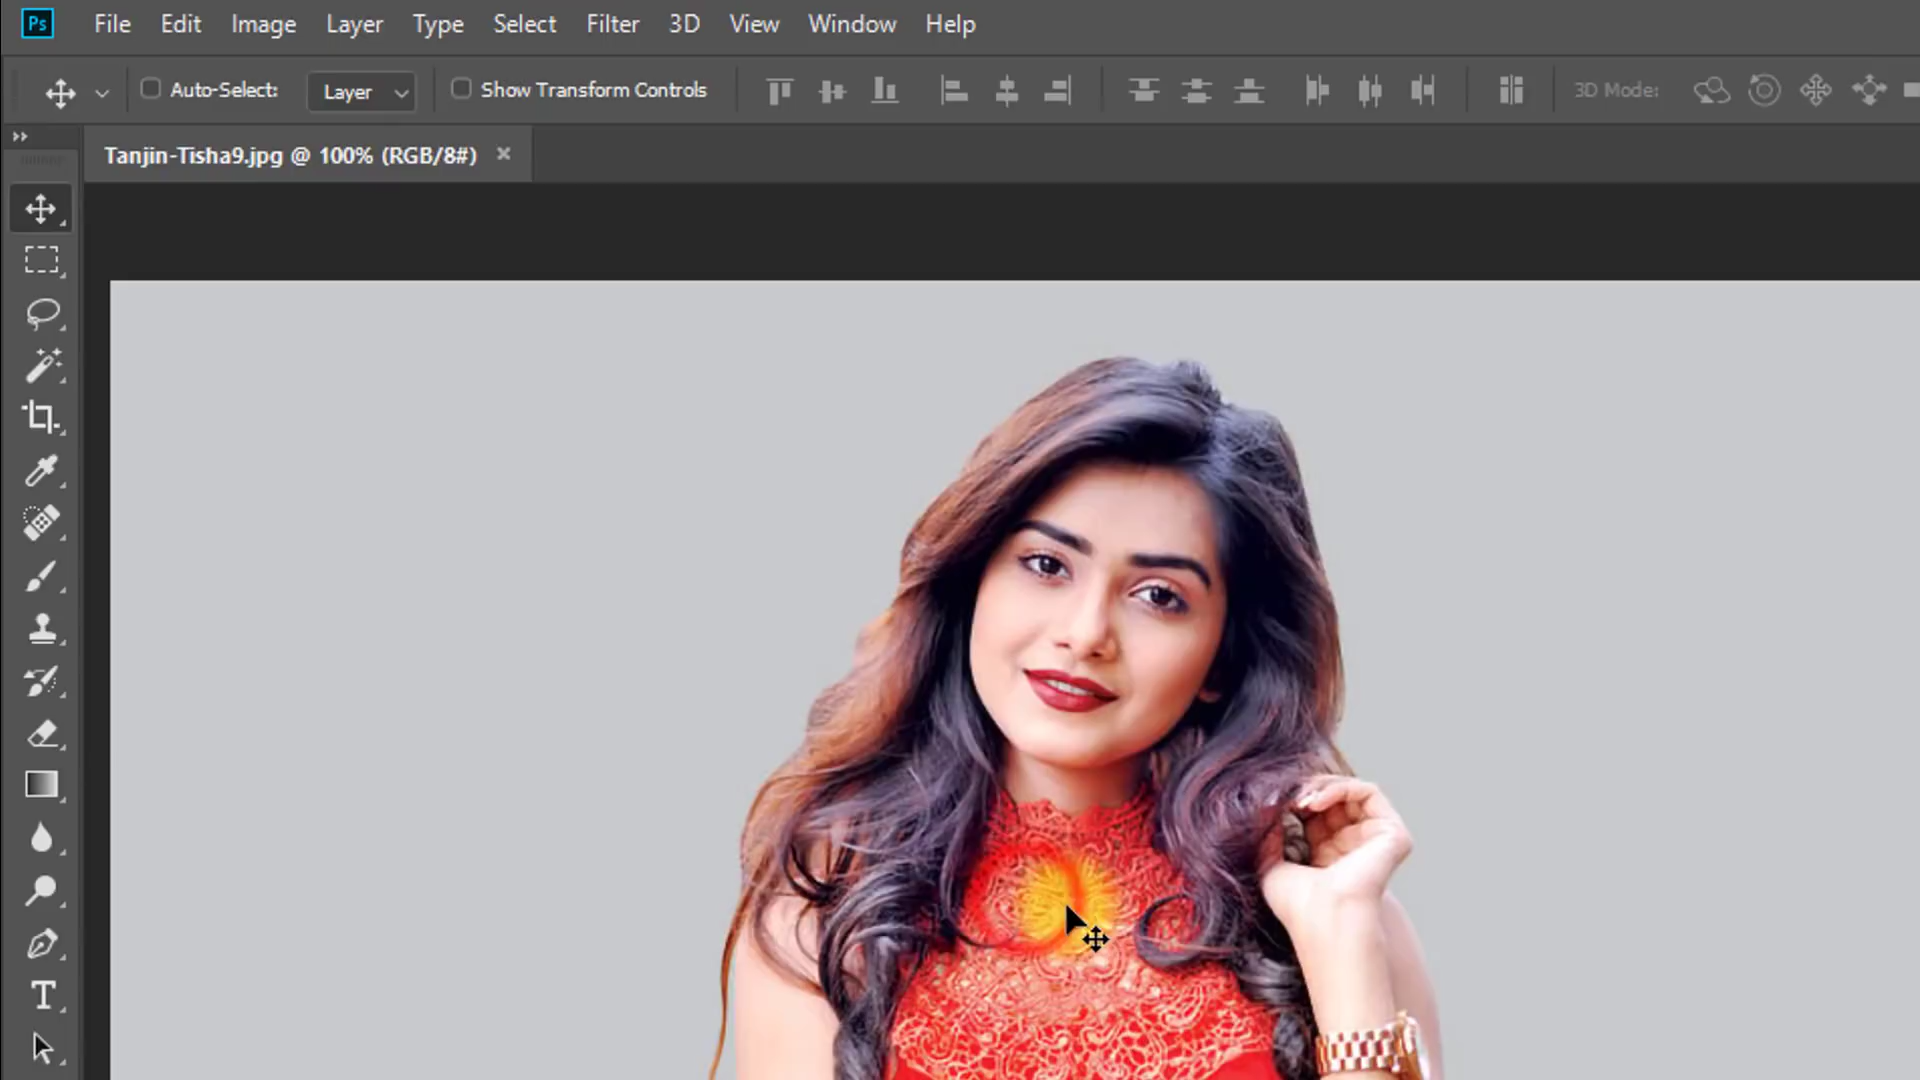 Ps File Edit Image Layer Type Select Filter 3D View Window Help
Auto-Select: Layer Show Transform Controls 3D Mode:
Tanjin-Tisha9.jpg @ 100% (RGB/8#) ×
T